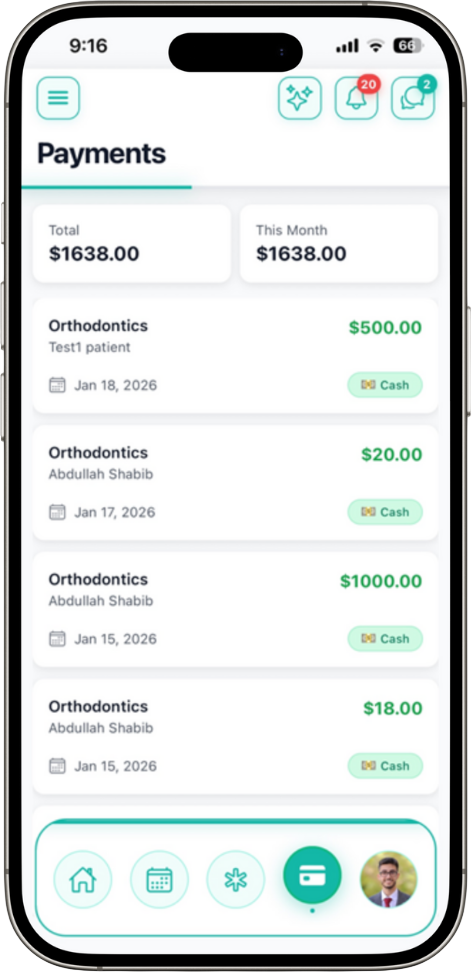 9:16
66
20
2
Payments
Total
$1638.00
This Month
$1638.00
Orthodontics
$500.00
Test1 patient
Jan 18, 2026
Cash
Orthodontics
$20.00
Abdullah Shabib
Jan 17, 2026
Cash
Orthodontics
$1000.00
Abdullah Shabib
Jan 15, 2026
Cash
Orthodontics
$18.00
Abdullah Shabib
Jan 15, 2026
Cash